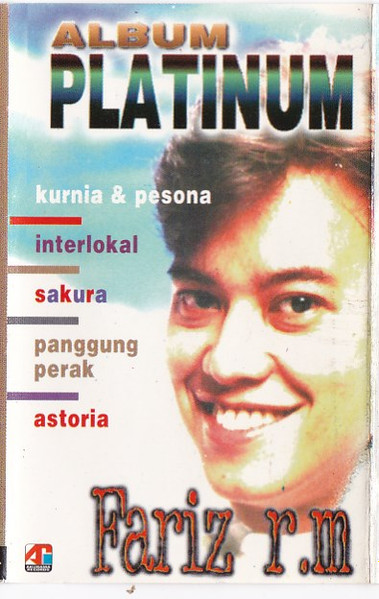 ALBUM
PLATINUM
kurnia & pesona
interlokal
sakura
panggung
perak
astoria
Fariz r.m